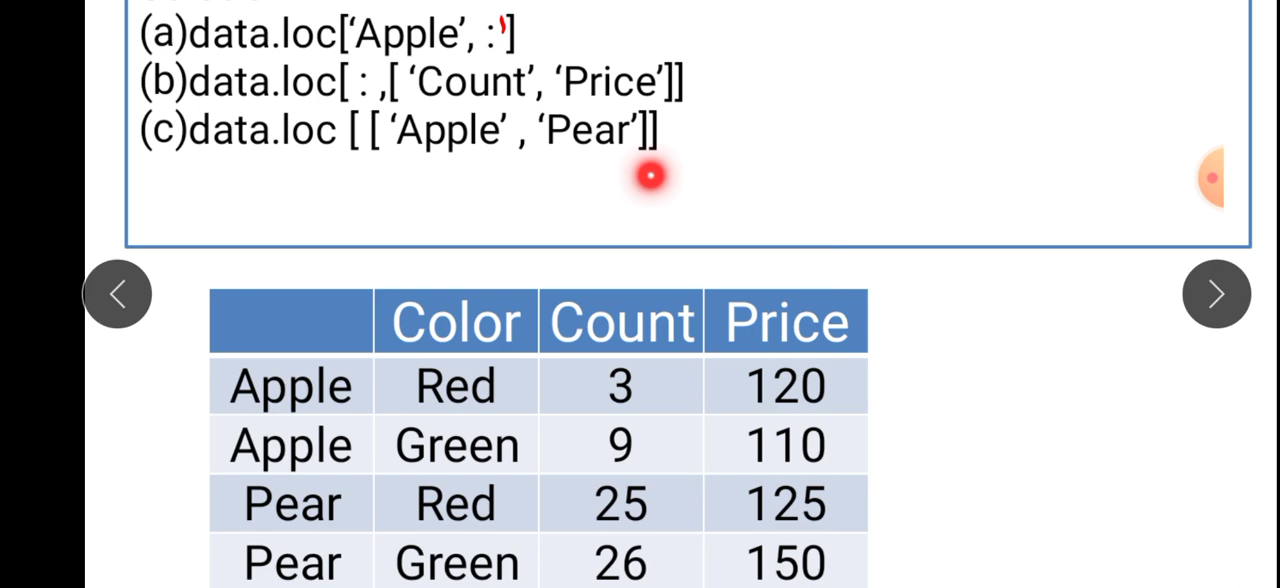 (a)data.loc[‘Apple’, :']
(b)data.loc[ : ,[ ‘Count’, ‘Price’]]
(c)data.loc [ [ ‘Apple’ , ‘Pear’]]
Color Count Price
Apple Red 3 120
Apple Green 9 110
Pear Red 25 125
Pear Green 26 150